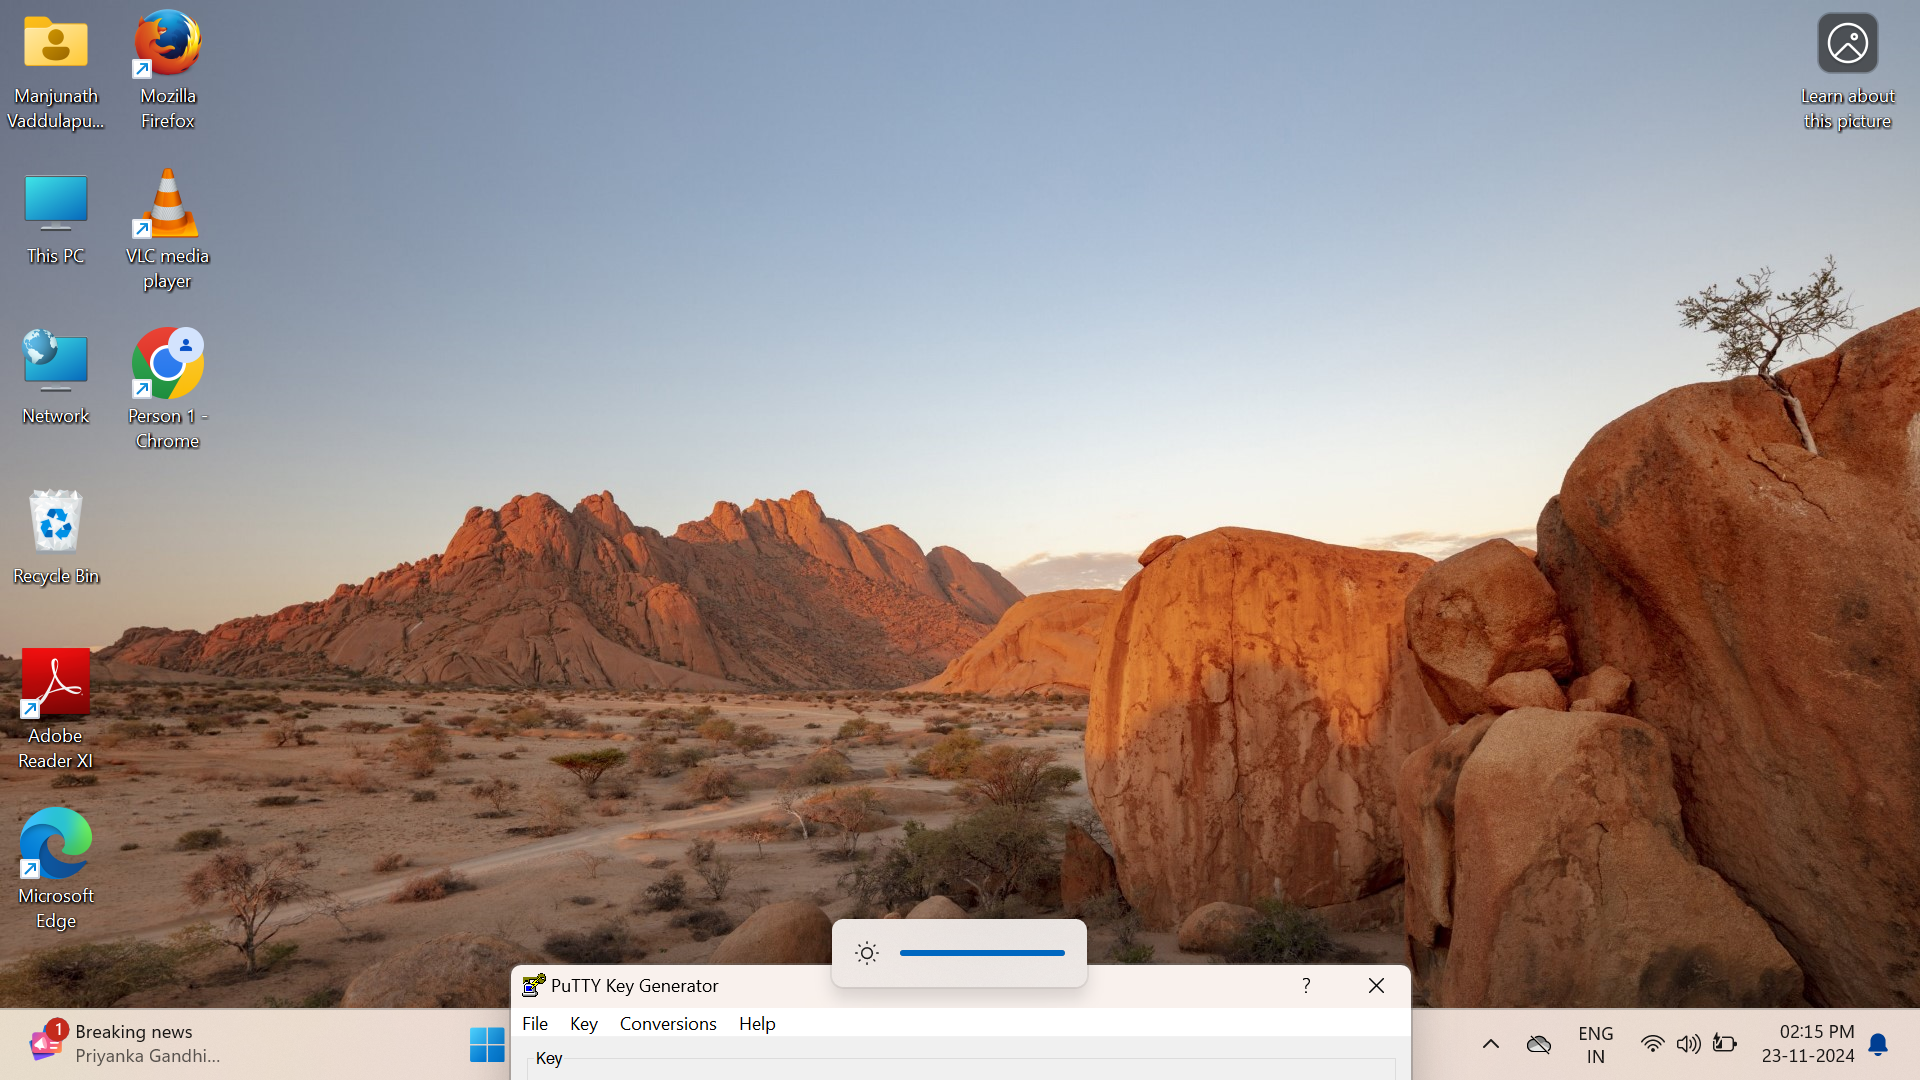 Manjunath
Vaddulapu...
Mozilla
Firefox
Learn about
this picture
This PC
VLC media
player
Network
Person 1 -
Chrome
Recycle Bin
Adobe
Reader XI
Microsoft
Edge
PuTTY Key Generator
?
File Key Conversions Help
Key
1
Breaking news
Priyanka Gandhi...
ENG
IN
02:15 PM
23-11-2024